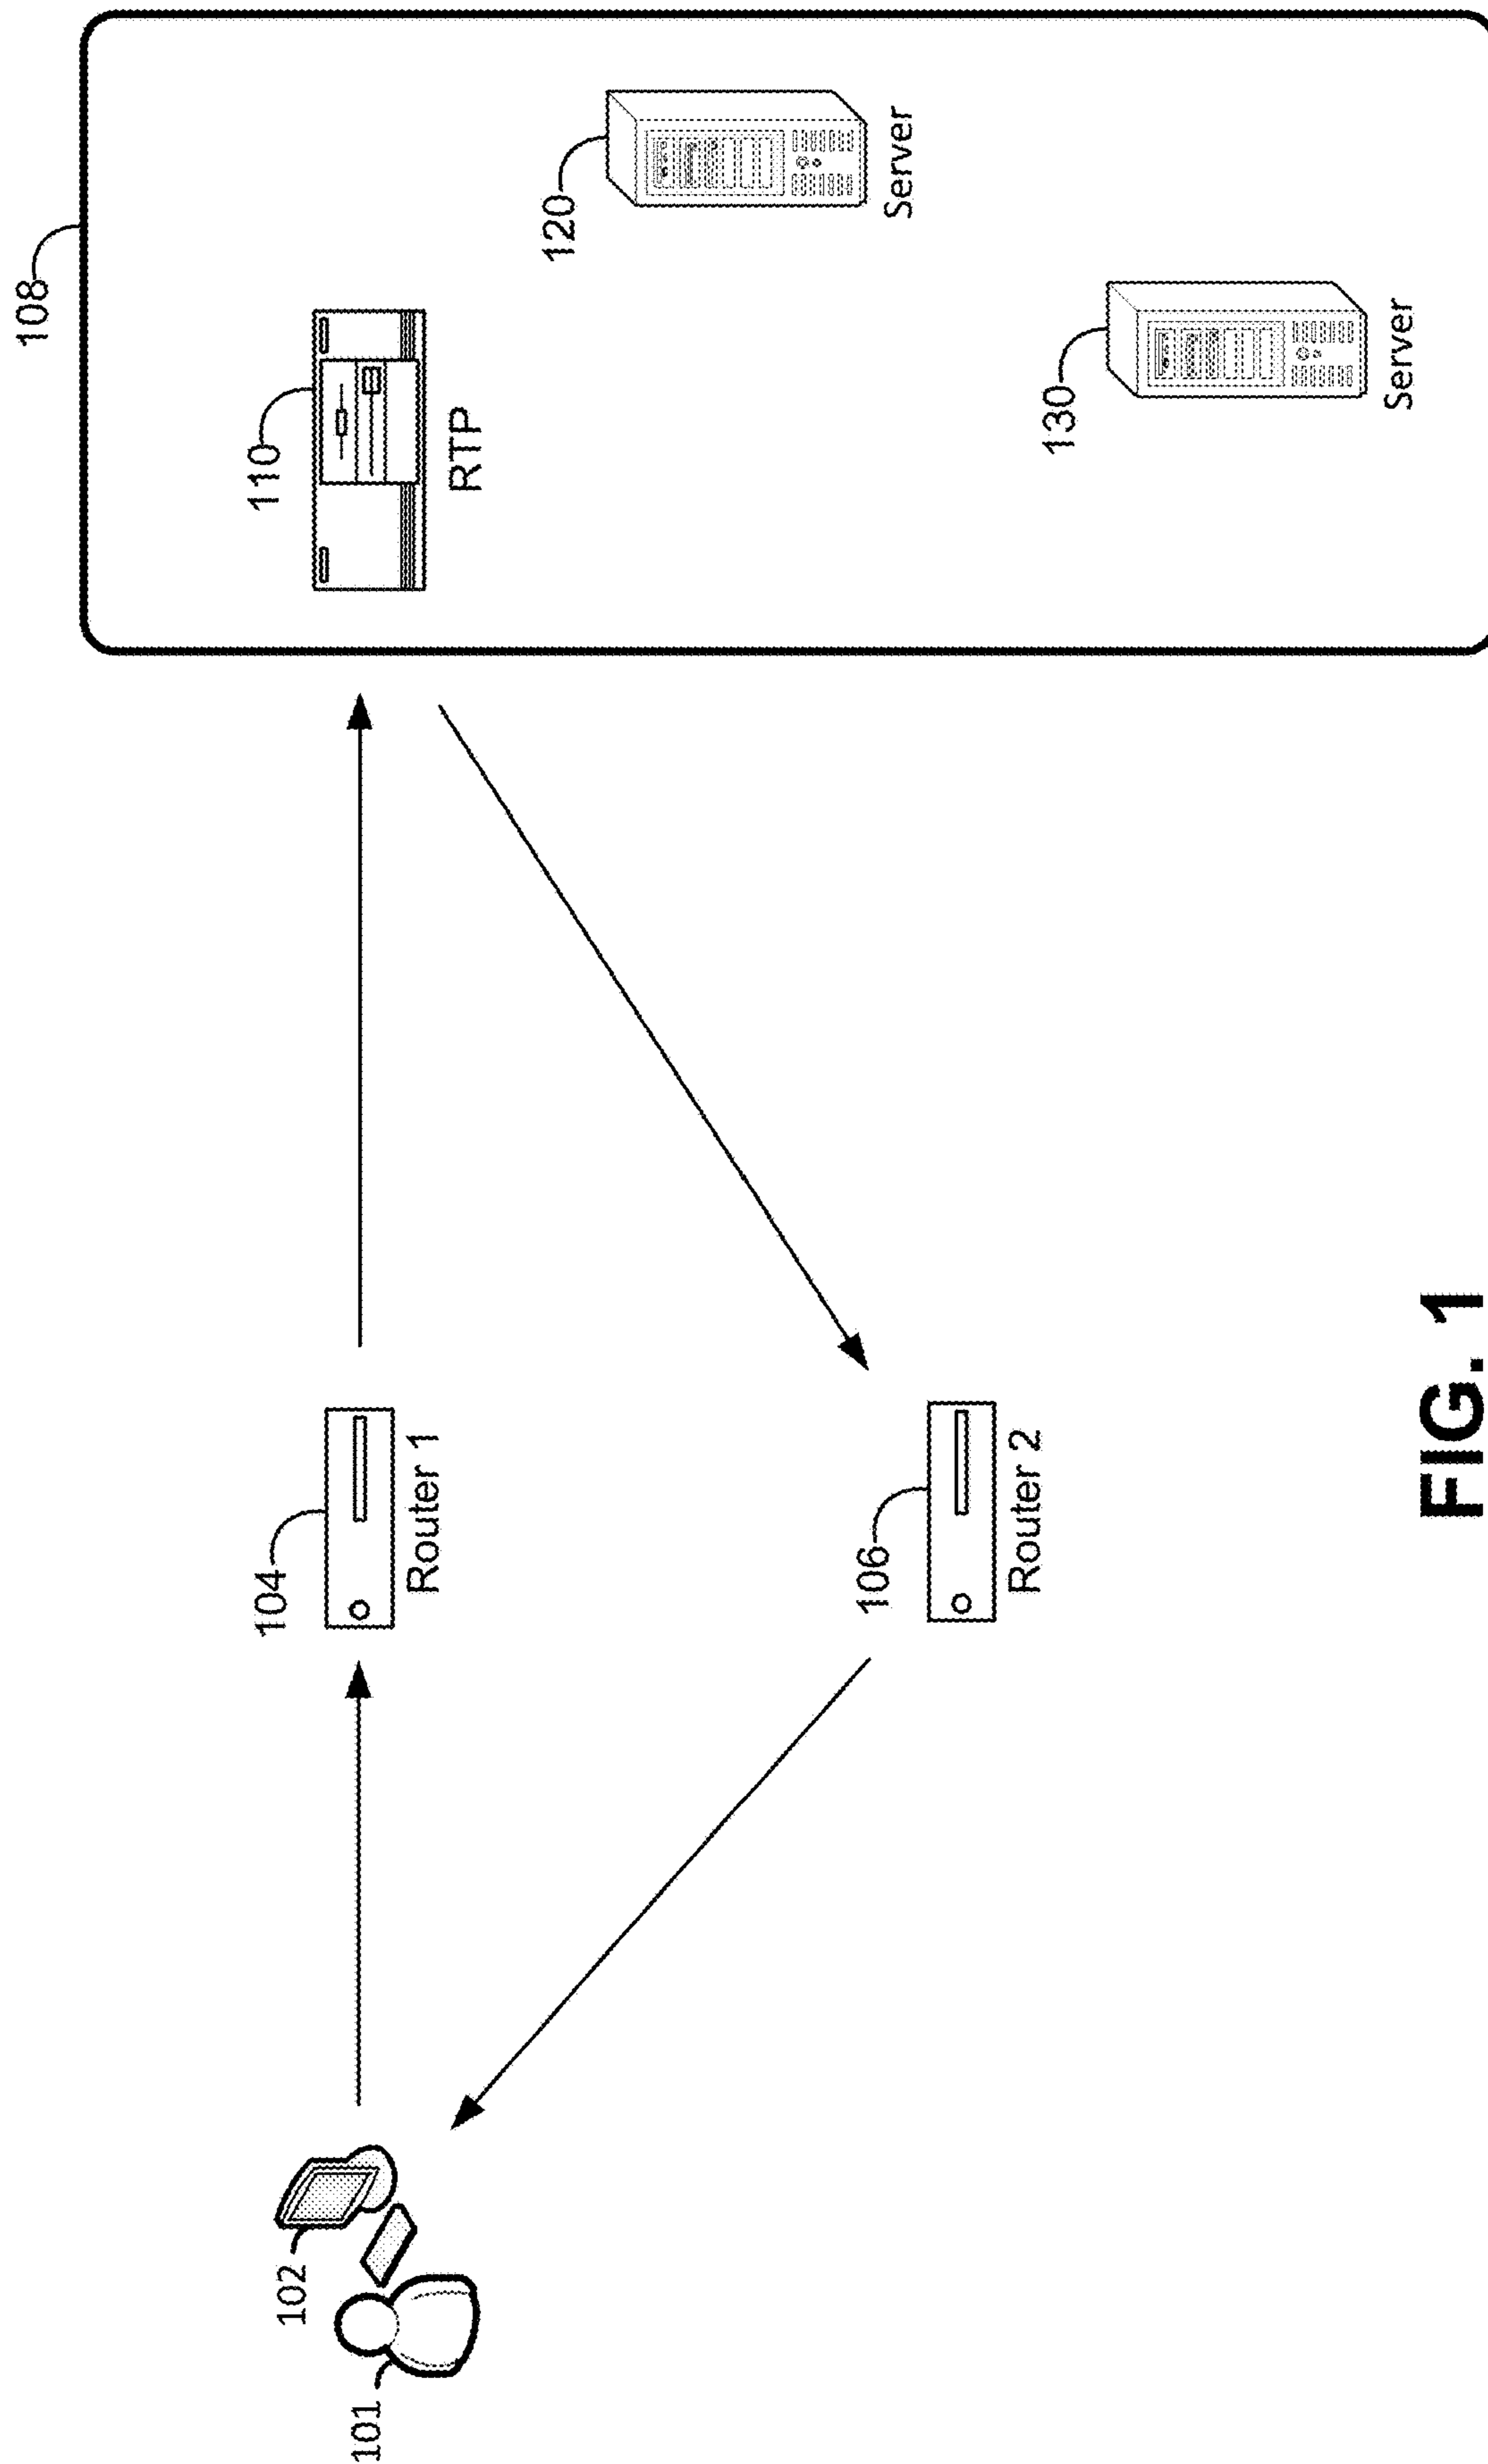 108
110
RTP
120
Server
130
Server
104
Router 1
106
Router 2
102
101
FIG. 1